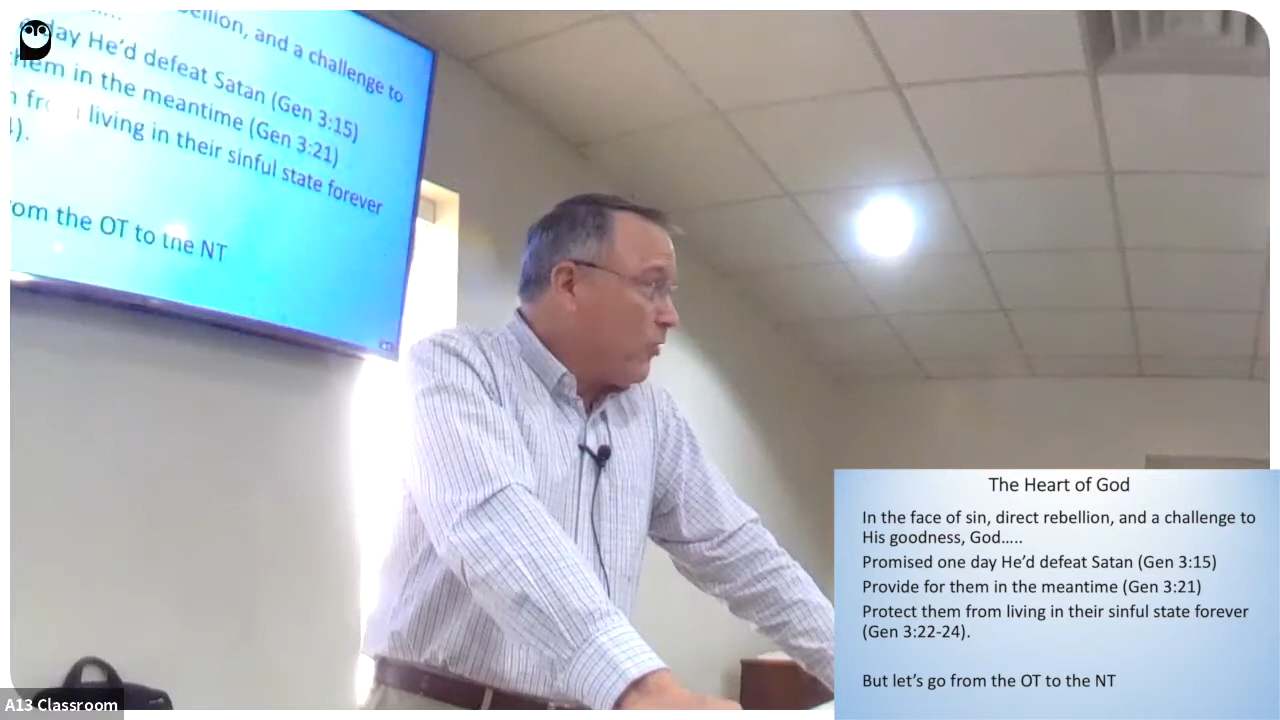 ellion, and a challenge to
day He’d defeat Satan (Gen 3:15)
them in the meantime (Gen 3:21)
living in their sinful state forever
om the OT to the NT
The Heart of God
In the face of sin, direct rebellion, and a challenge to
His goodness, God…..
Promised one day He’d defeat Satan (Gen 3:15)
Provide for them in the meantime (Gen 3:21)
Protect them from living in their sinful state forever
(Gen 3:22-24).
But let’s go from the OT to the NT
A13 Classroom